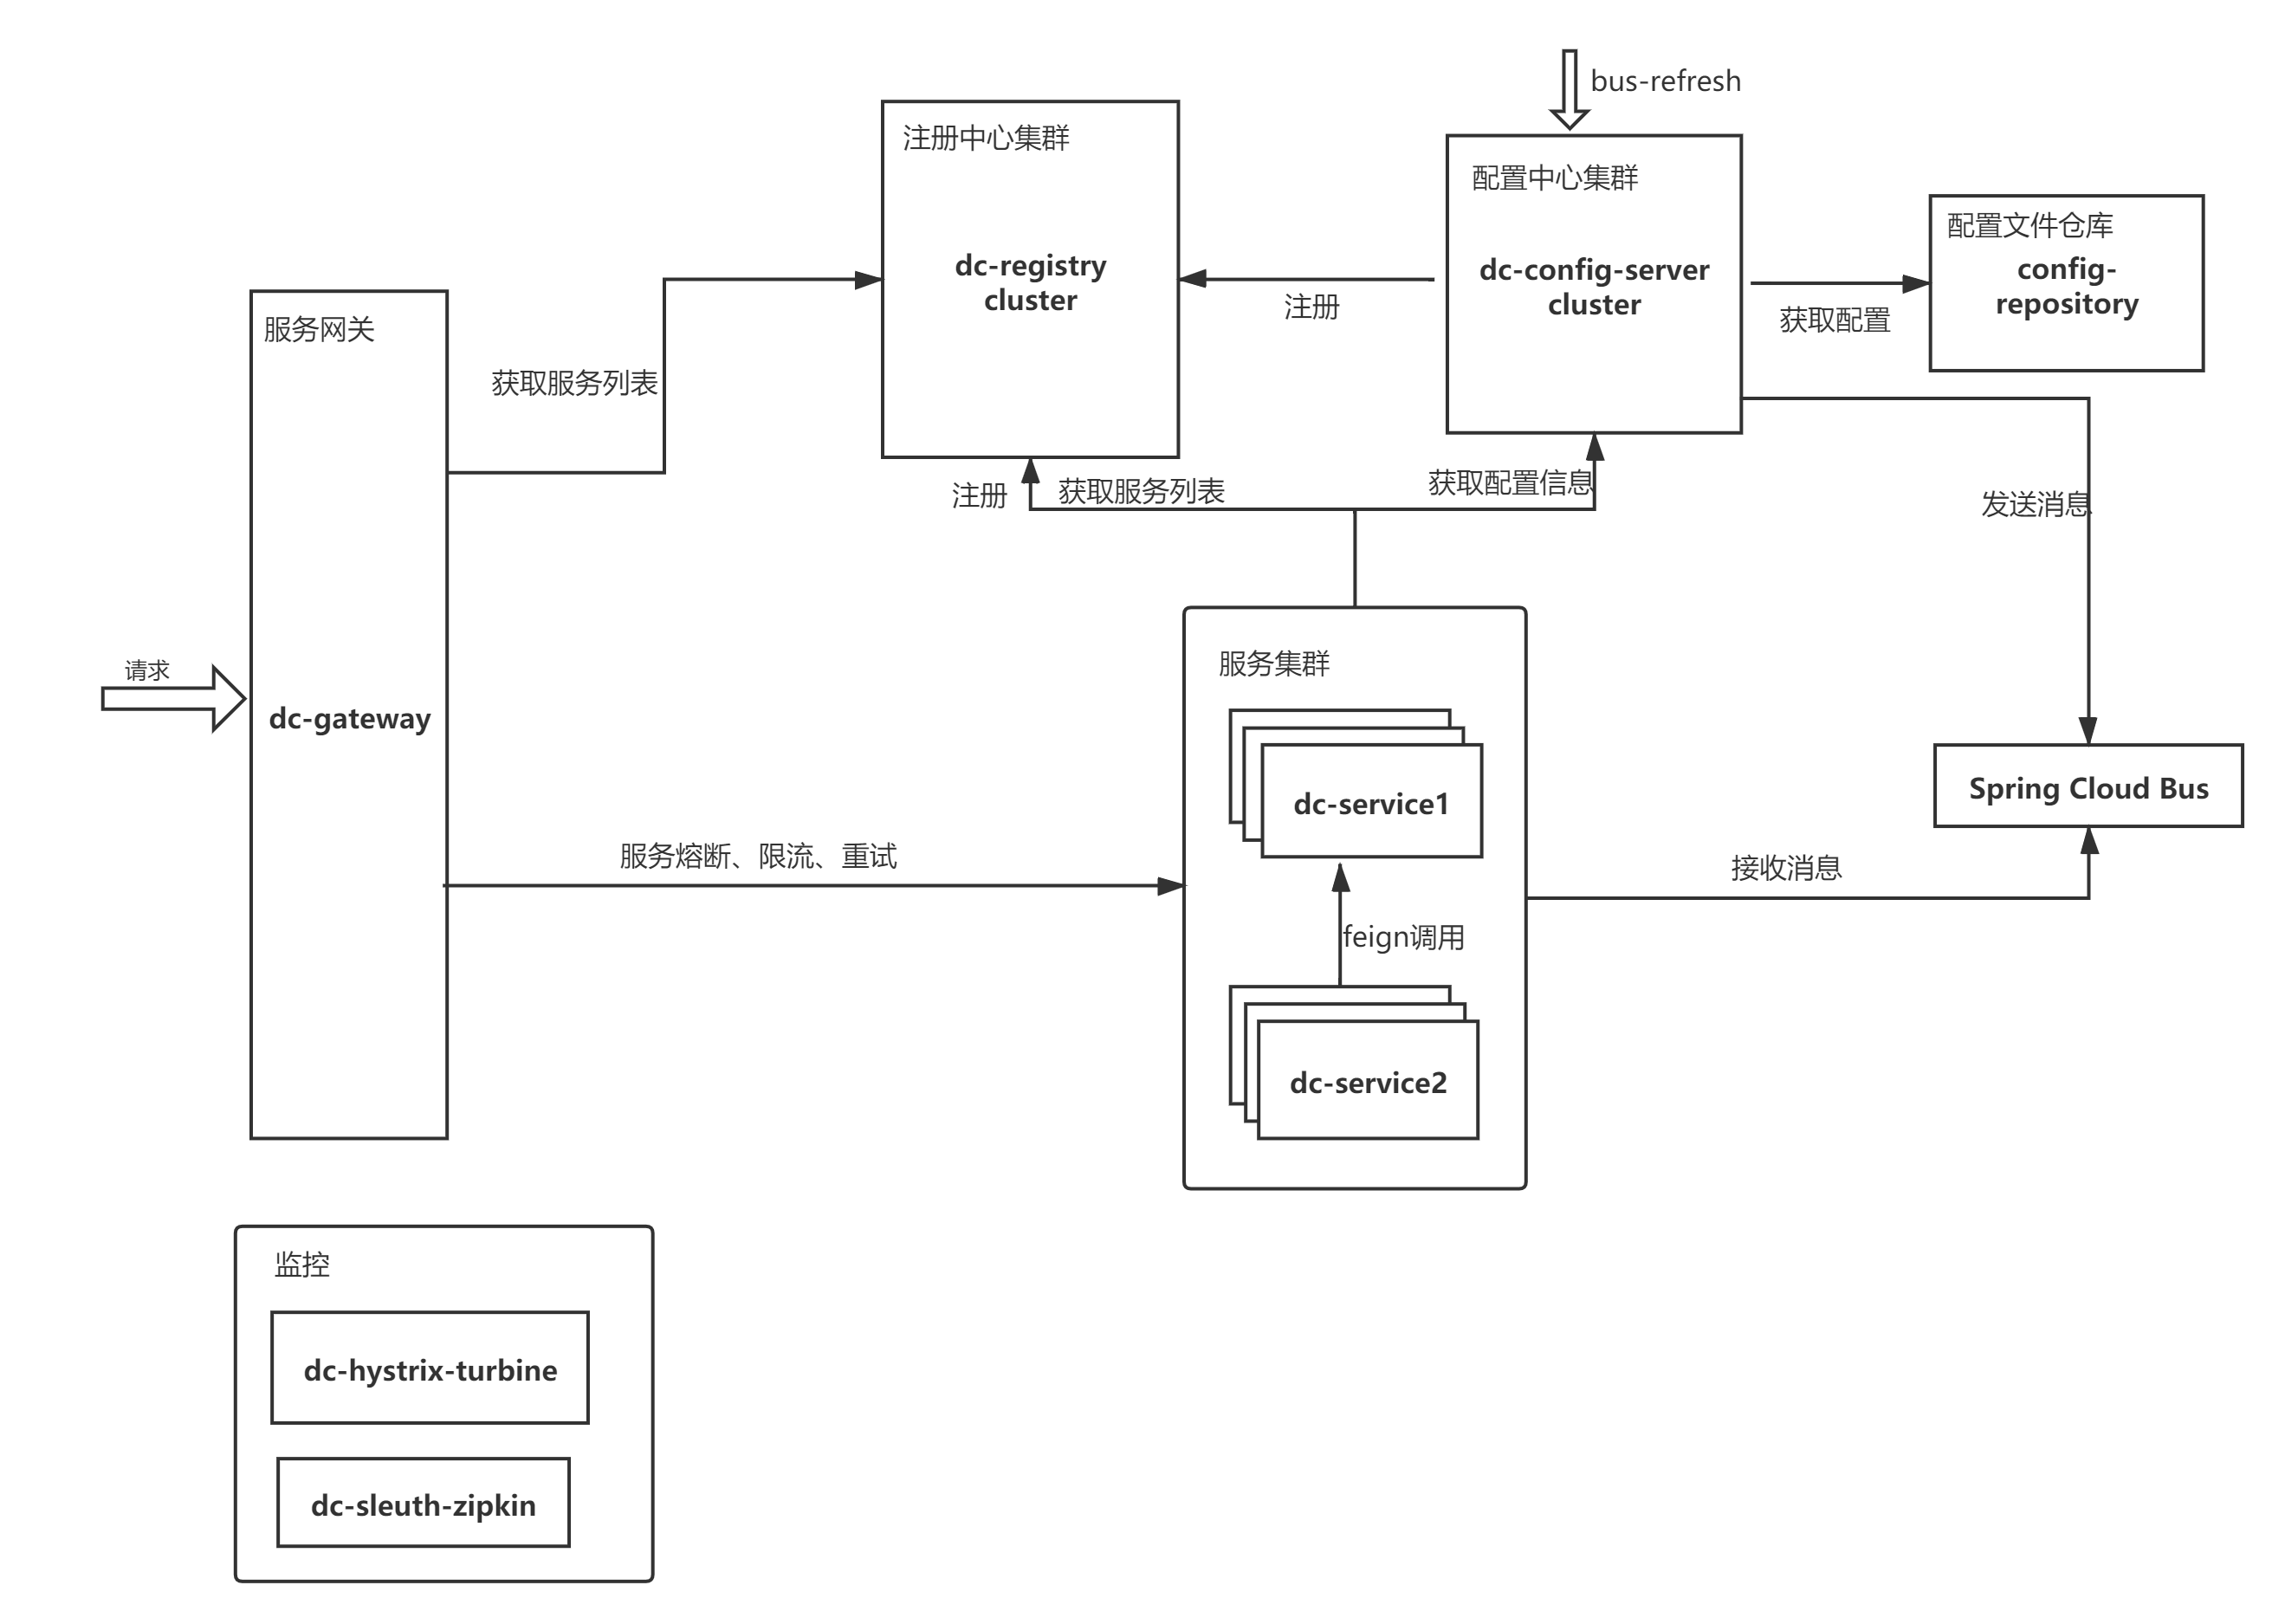 bus-refresh
注册中心集群
dc-registry
cluster
配置中心集群
dc-config-server
cluster
配置文件仓库
config-
repository
注册
获取配置
服务网关
获取服务列表
注册
获取服务列表
获取配置信息
发送消息
请求
dc-gateway
服务集群
dc-service1
Spring Cloud Bus
服务熔断、限流、重试
接收消息
feign调用
dc-service2
监控
dc-hystrix-turbine
dc-sleuth-zipkin